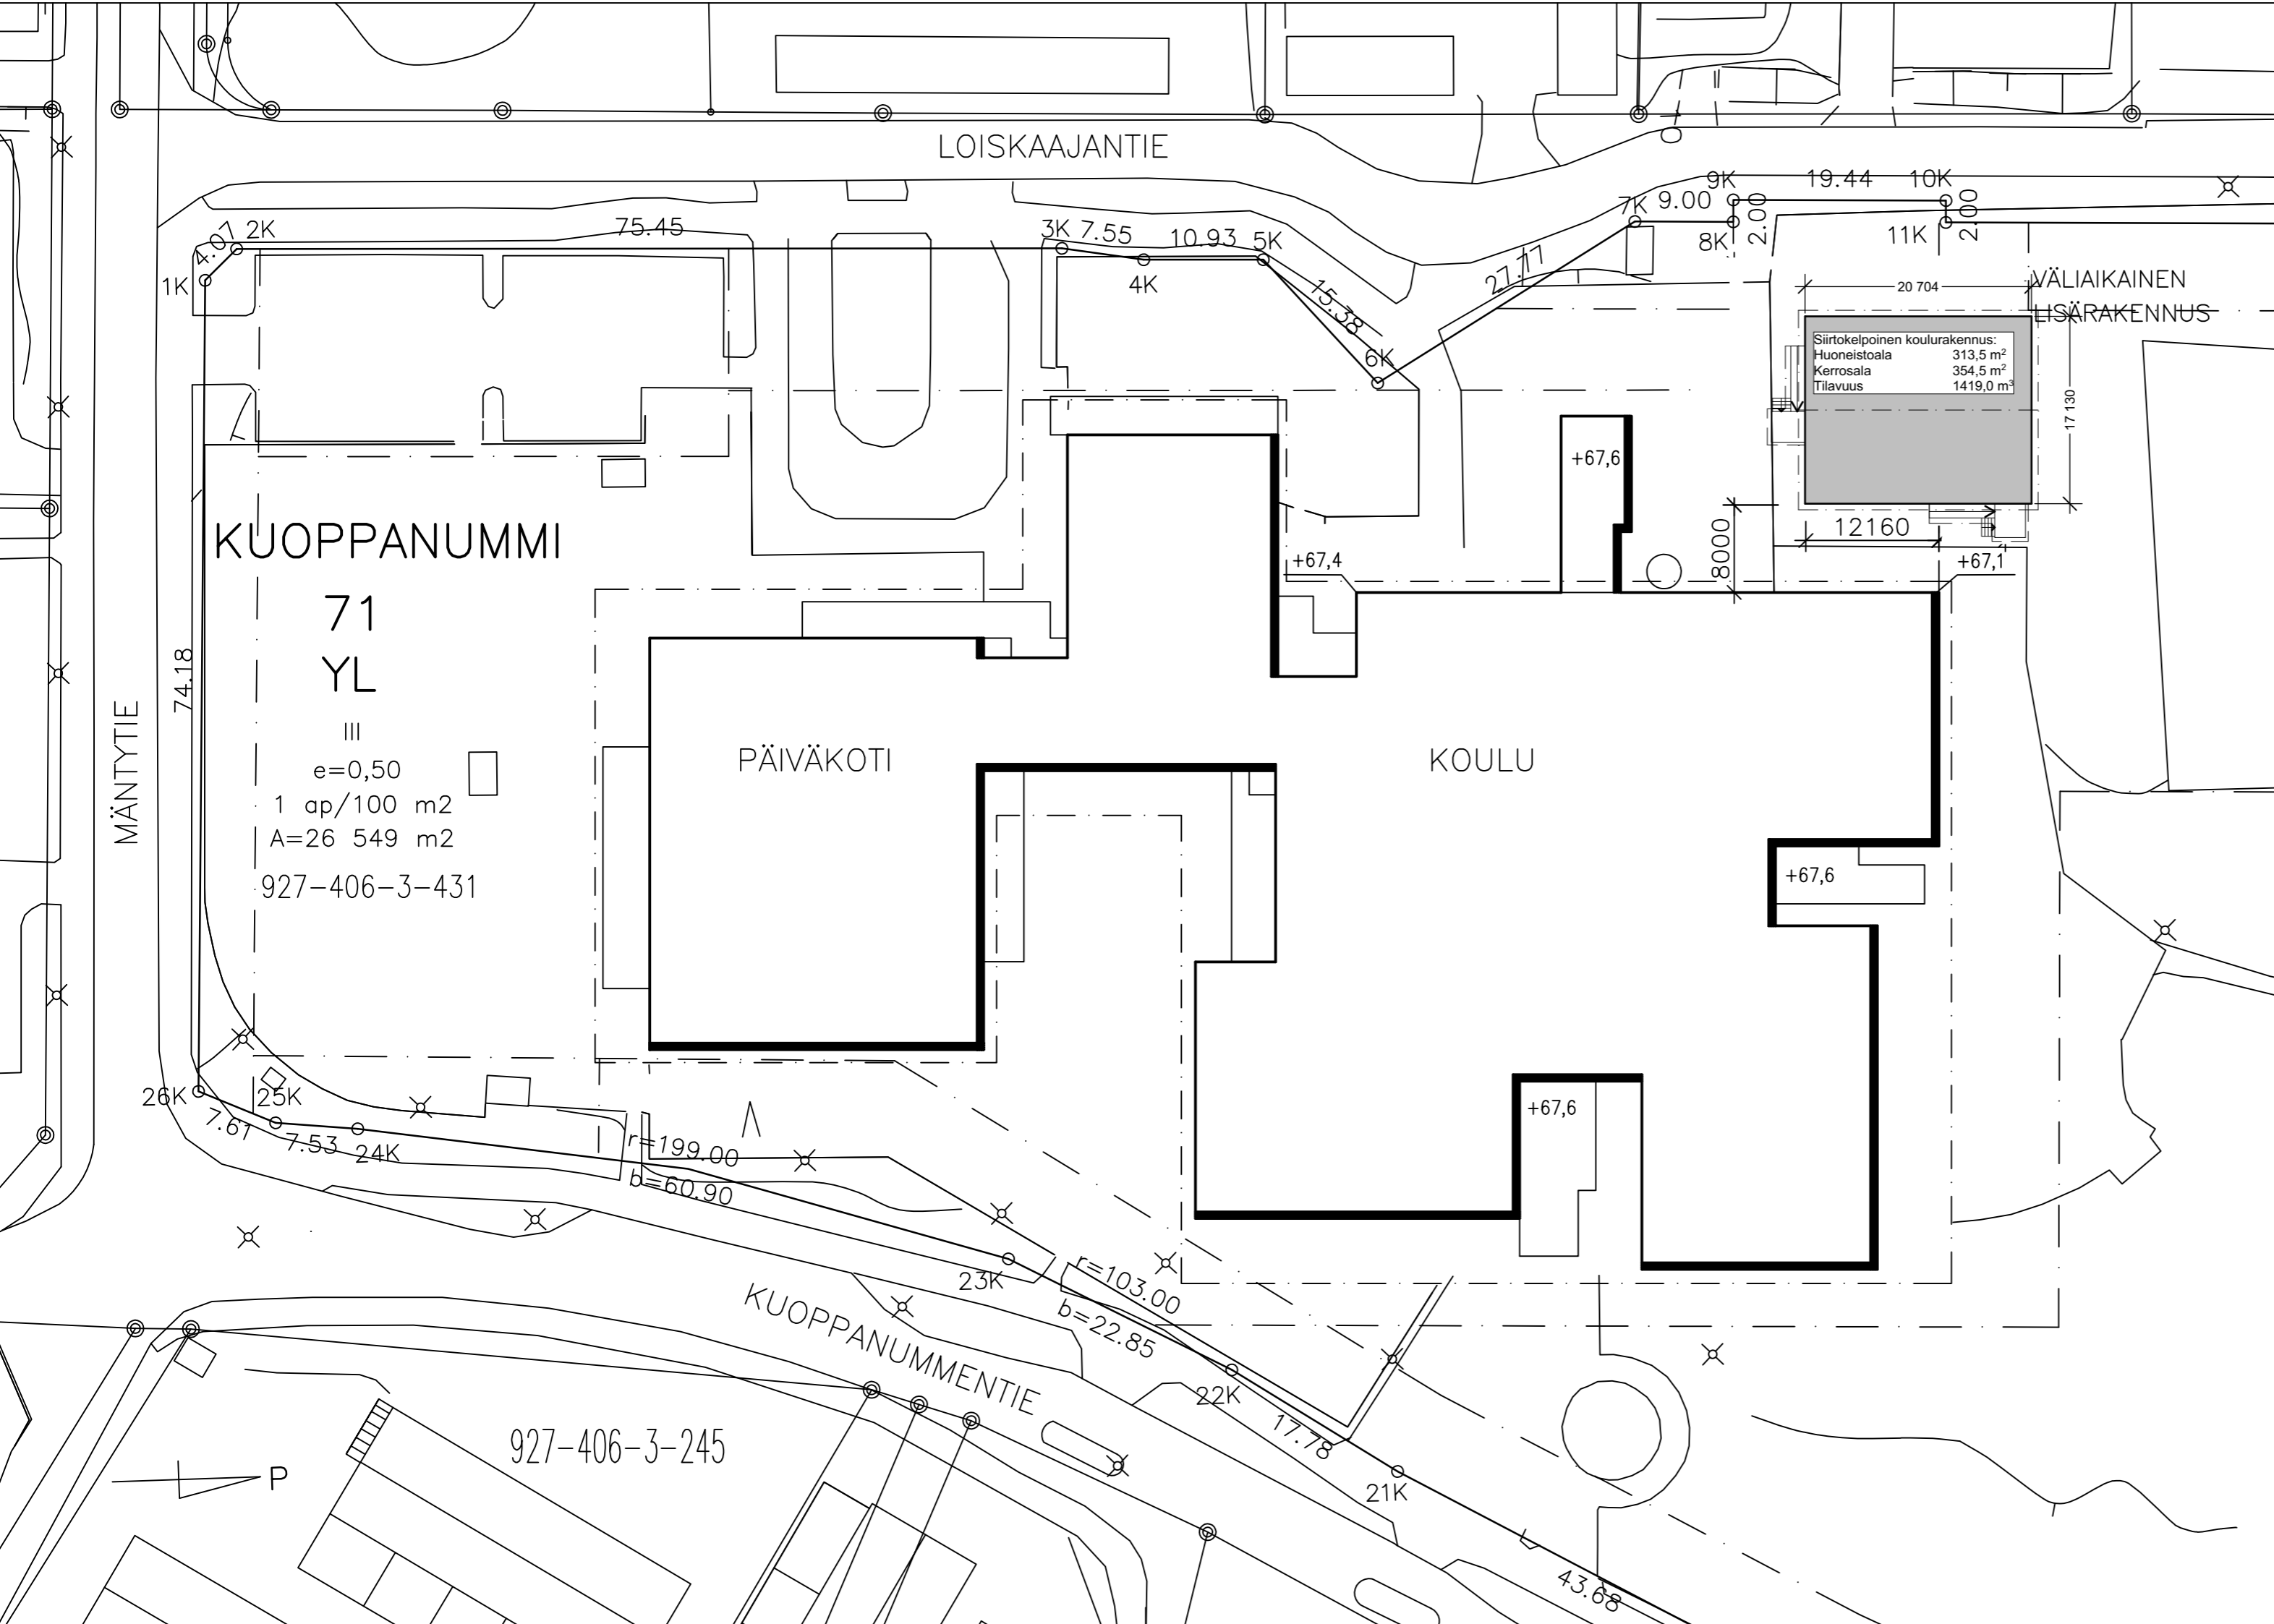 LOISKAAJANTIE
0.1
9K
19.44
10K
7K
9.00
2.00
2.00
8K
11K
4.07
2K
75.45
3K
7.55
10.93
5K
1K
4K
15.38
27.77
6K
VÄLIAIKAINEN
LISÄRAKENNUS
20 704
Siirtokelpoinen koulurakennus:
Huoneistoala 313,5 m²
Kerrosala 354,5 m²
Tilavuus 1419,0 m³
17 130
+67,6
8000
12160
+67,4
+67,1
KUOPPANUMMI
71
YL
III
e=0,50
1 ap/100 m2
A=26 549 m2
927-406-3-431
74.18
MÄNTYTIE
PÄIVÄKOTI
KOULU
+67,6
+67,6
26K
25K
7.61
7.53
24K
r=199.00
b=60.90
23K
r=103.00
b=22.85
KUOPPANUMMENTIE
22K
17.78
21K
927-406-3-245
P
43.68